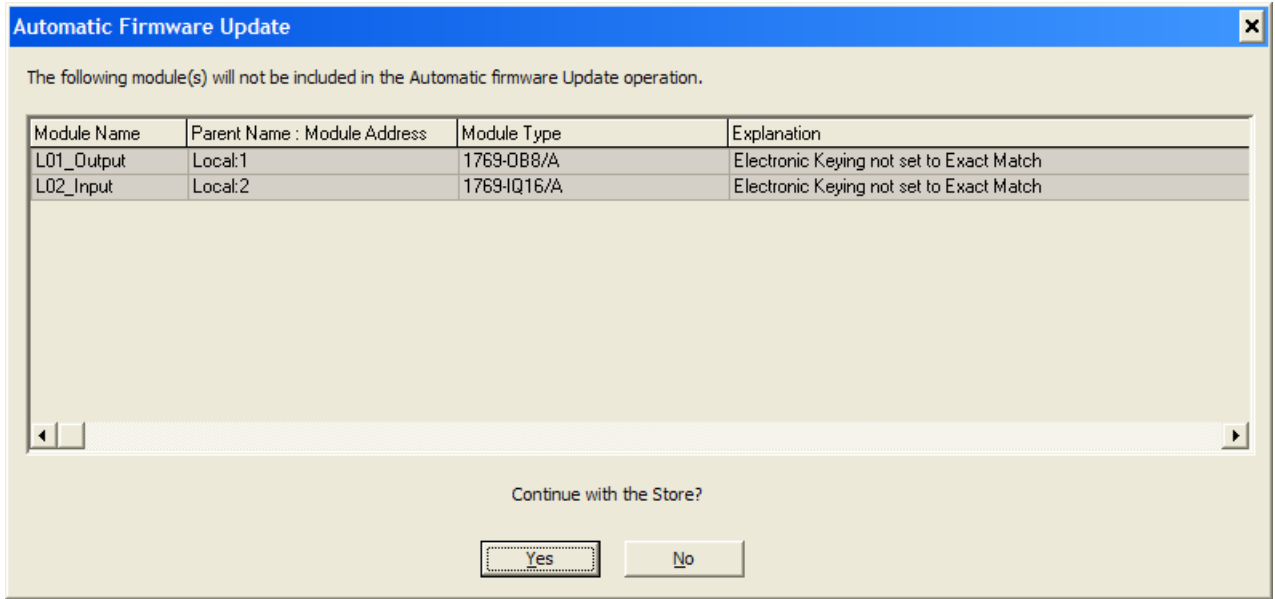 Automatic Firmware Update
The following module(s) will not be included in the Automatic firmware Update operation.
Module Name Parent Name : Module Address Module Type Explanation
L01_Output Local:1 1769-OB8/A Electronic Keying not set to Exact Match
L02_Input Local:2 1769-IQ16/A Electronic Keying not set to Exact Match
Continue with the Store?
Yes No